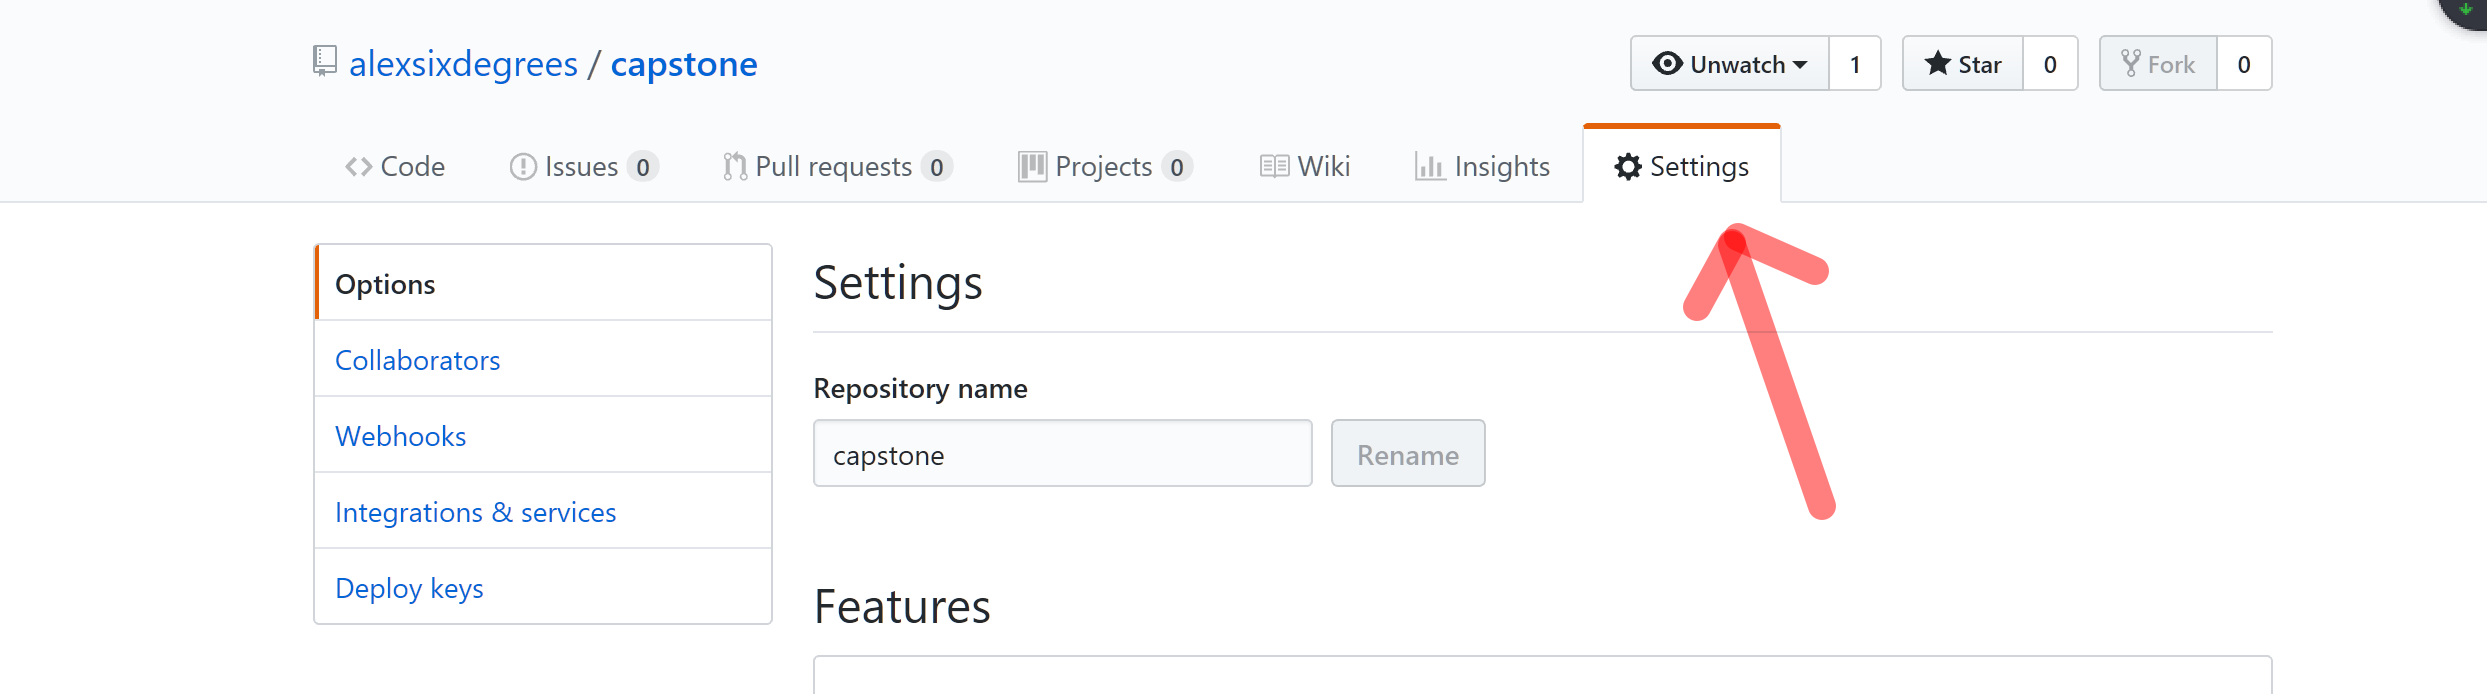 alexsixdegrees / capstone
Unwatch 1 Star 0 Fork 0
Code Issues 0 Pull requests 0 Projects 0 Wiki Insights Settings
Options
Collaborators
Webhooks
Integrations & services
Deploy keys
Settings
Repository name
capstone Rename
Features